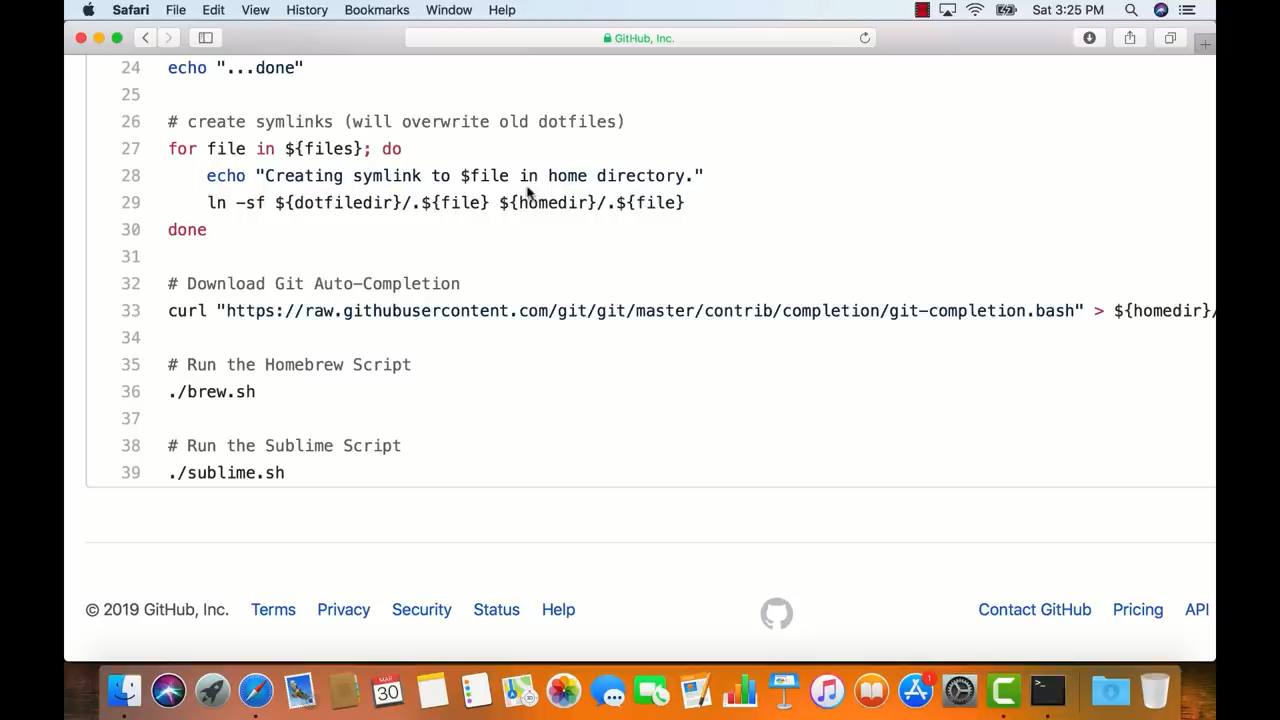 Safari File Edit View History Bookmarks Window Help Sat 3:25 PM
GitHub, Inc.
24 echo "...done"
25
26 # create symlinks (will overwrite old dotfiles)
27 for file in ${files}; do
28 echo "Creating symlink to $file in home directory."
29 ln -sf ${dotfiledir}/.${file} ${homedir}/.${file}
30 done
31
32 # Download Git Auto-Completion
33 curl "https://raw.githubusercontent.com/git/git/master/contrib/completion/git-completion.bash" > ${homedir}/
34
35 # Run the Homebrew Script
36 ./brew.sh
37
38 # Run the Sublime Script
39 ./sublime.sh
© 2019 GitHub, Inc. Terms Privacy Security Status Help Contact GitHub Pricing API
MAR
30
1
>_